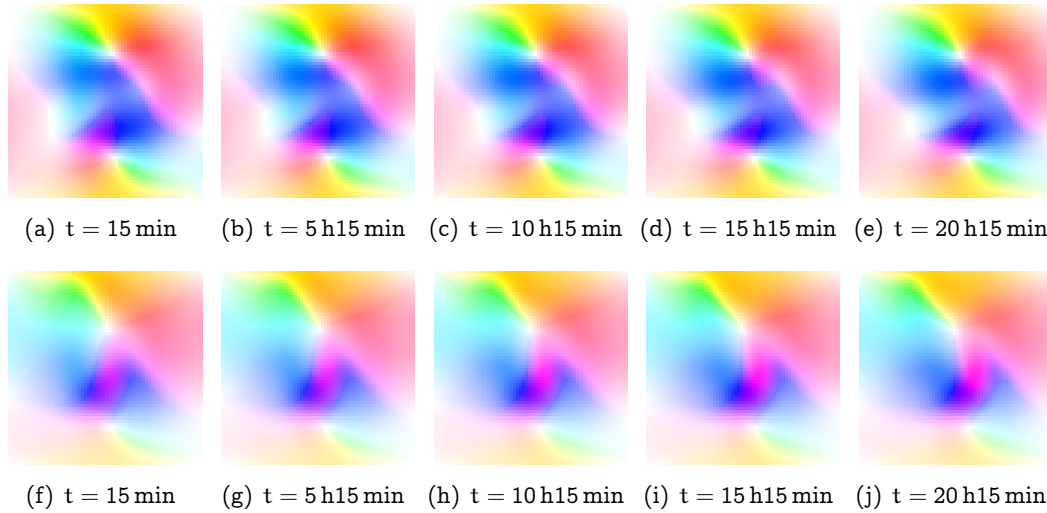 (a) t = 15 min (b) t = 5 h15 min (c) t = 10 h15 min (d) t = 15 h15 min (e) t = 20 h15 min
(f) t = 15 min (g) t = 5 h15 min (h) t = 10 h15 min (i) t = 15 h15 min (j) t = 20 h15 min